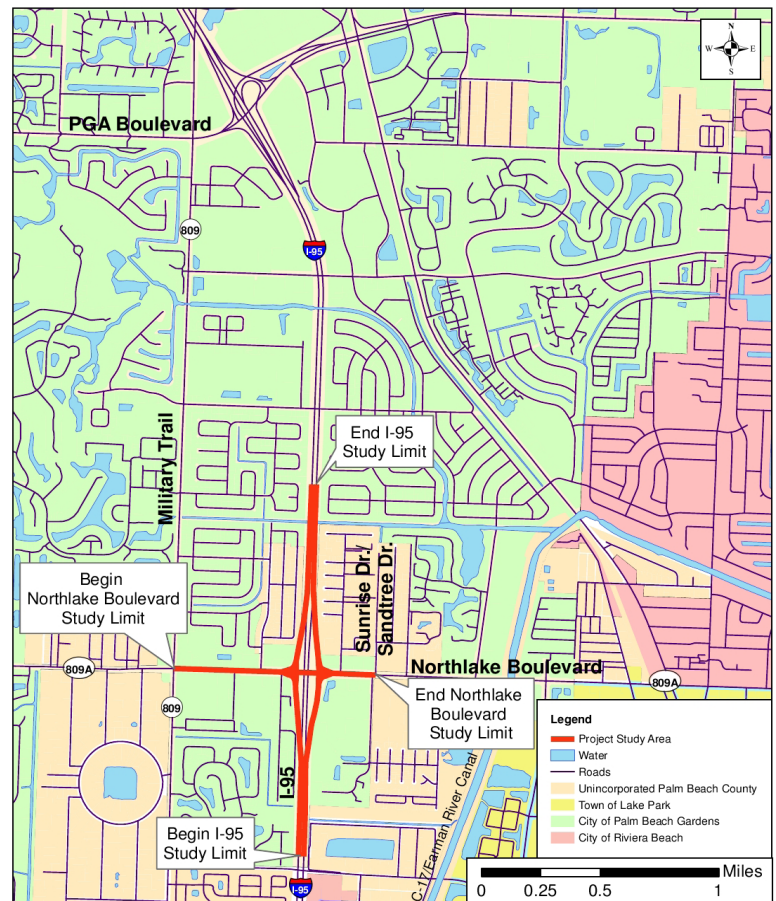 N
W E
S
PGA Boulevard
809
I-95
End I-95
Study Limit
Military Trail
Begin
Northlake Boulevard
Study Limit
Sunrise Dr./
Sandtree Dr.
Northlake Boulevard
809A
809A
809
End Northlake
Boulevard
Study Limit
I-95
C-17/Earman River Canal
Begin I-95
Study Limit
I-95
Legend
Project Study Area
Water
Roads
Unincorporated Palm Beach County
Town of Lake Park
City of Palm Beach Gardens
City of Riviera Beach
Miles
0 0.25 0.5 1